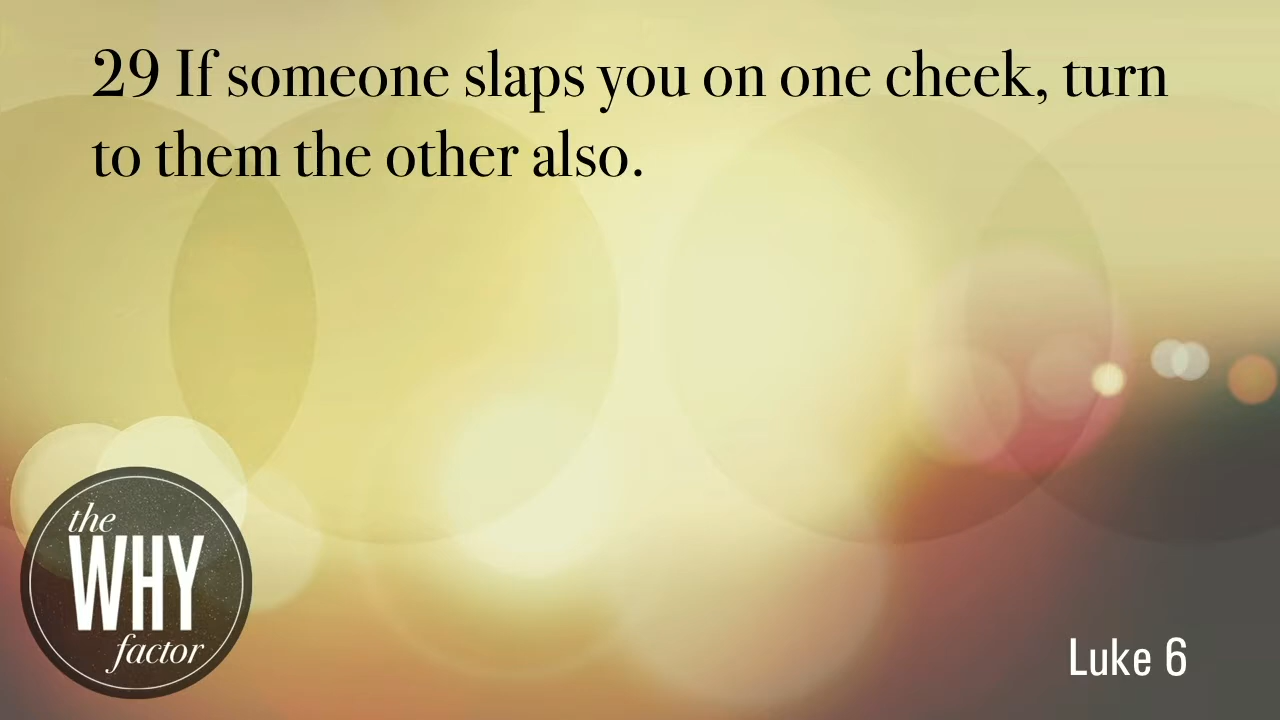 29 If someone slaps you on one cheek, turn
to them the other also.
the
WHY
factor
Luke 6